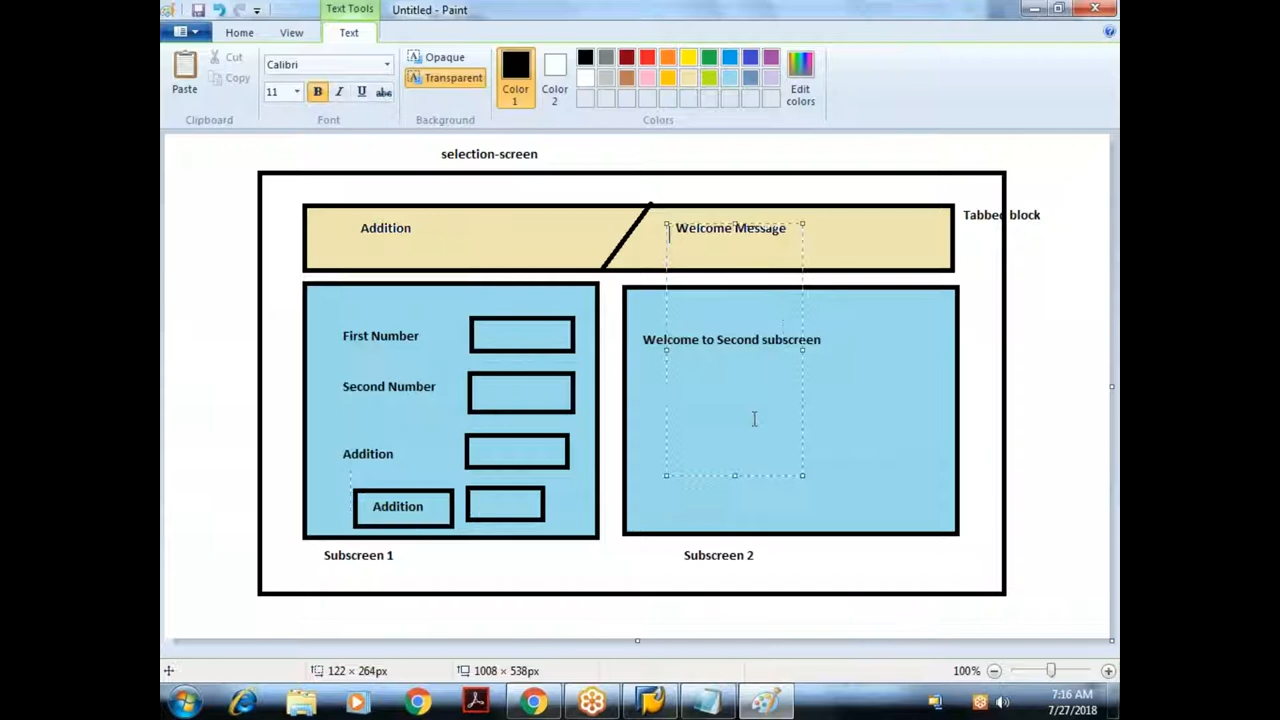 Text Tools
Untitled - Paint
Home
View
Text
Paste
Cut
Copy
Clipboard
Calibri
11
B
I
U
abc
Font
Opaque
Transparent
Background
Color 1
Color 2
Edit colors
Colors
selection-screen
Tabbed block
Addition
Welcome Message
First Number
Second Number
Addition
Addition
Welcome to Second subscreen
Subscreen 1
Subscreen 2
122 × 264px
1008 × 538px
100%
7:16 AM
7/27/2018